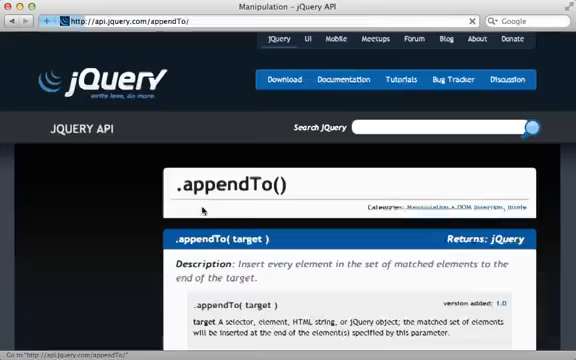 Manipulation - jQuery API
http://api.jquery.com/appendTo/
Google
jQuery UI Mobile Meetups Forum Blog About Donate
jQuery
write less, do more.
Download Documentation Tutorials Bug Tracker Discussion
JQUERY API
Search jQuery
.appendTo()
Categories: Manipulation > DOM Insertion, Inside
.appendTo( target )
Returns: jQuery
Description: Insert every element in the set of matched elements to the
end of the target.
.appendTo( target )
version added: 1.0
target A selector, element, HTML string, or jQuery object; the matched set of elements
will be inserted at the end of the element(s) specified by this parameter.
Go to "http://api.jquery.com/appendTo/"